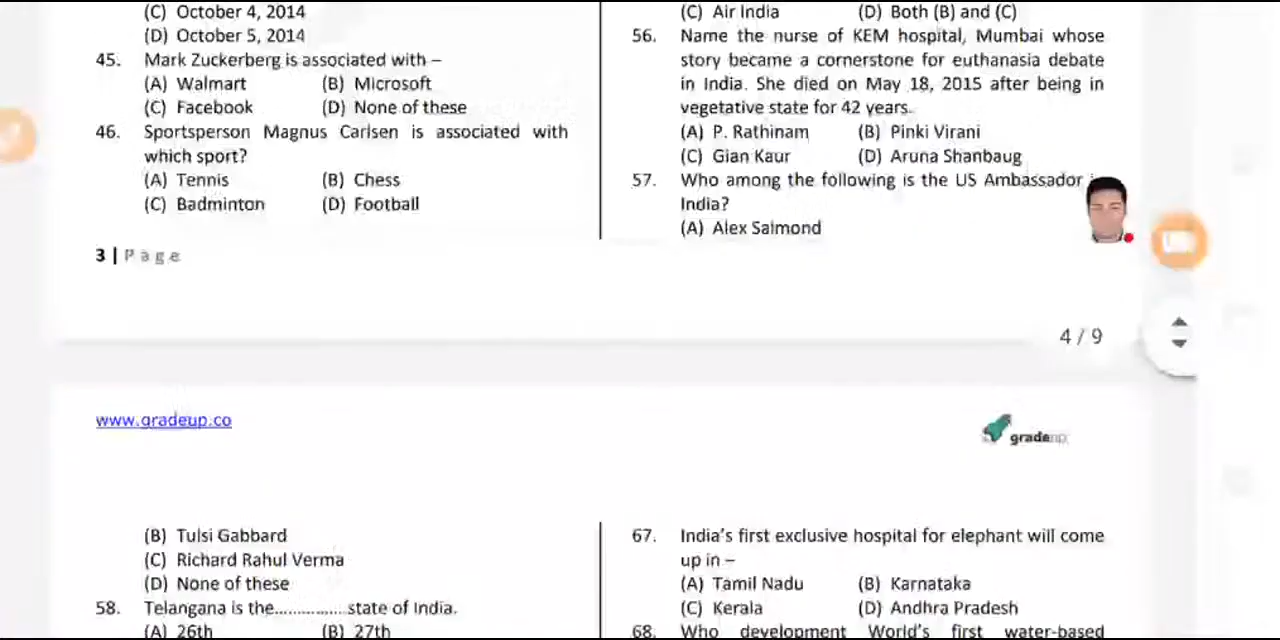 (C) October 4, 2014
(D) October 5, 2014
45. Mark Zuckerberg is associated with –
(A) Walmart (B) Microsoft
(C) Facebook (D) None of these
46. Sportsperson Magnus Carlsen is associated with
which sport?
(A) Tennis (B) Chess
(C) Badminton (D) Football
(C) Air India (D) Both (B) and (C)
56. Name the nurse of KEM hospital, Mumbai whose
story became a cornerstone for euthanasia debate
in India. She died on May 18, 2015 after being in
vegetative state for 42 years.
(A) P. Rathinam (B) Pinki Virani
(C) Gian Kaur (D) Aruna Shanbaug
57. Who among the following is the US Ambassador
India?
(A) Alex Salmond
3 | Page
4 / 9
www.gradeup.co
gradeup
(B) Tulsi Gabbard
(C) Richard Rahul Verma
(D) None of these
58. Telangana is the............... state of India.
(A) 26th (B) 27th
67. India's first exclusive hospital for elephant will come
up in –
(A) Tamil Nadu (B) Karnataka
(C) Kerala (D) Andhra Pradesh
68. Who development World's first water-based